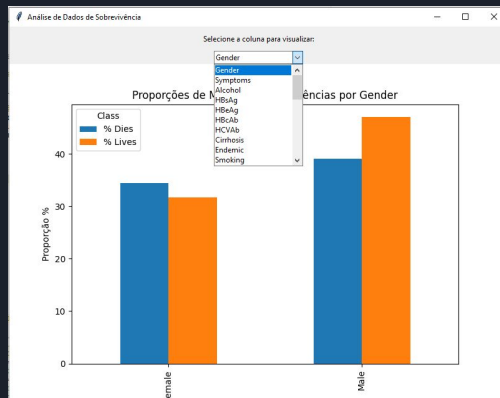 Análise de Dados de Sobrevivência
Selecione a coluna para visualizar:
Gender
Gender
Symptoms
Alcohol
HBsAg
HBeAg
HBcAb
HCVAb
Cirrhosis
Endemic
Smoking
Proporções de M ências por Gender
Class
% Dies
% Lives
Proporção %
40
30
20
10
0
emale
Male